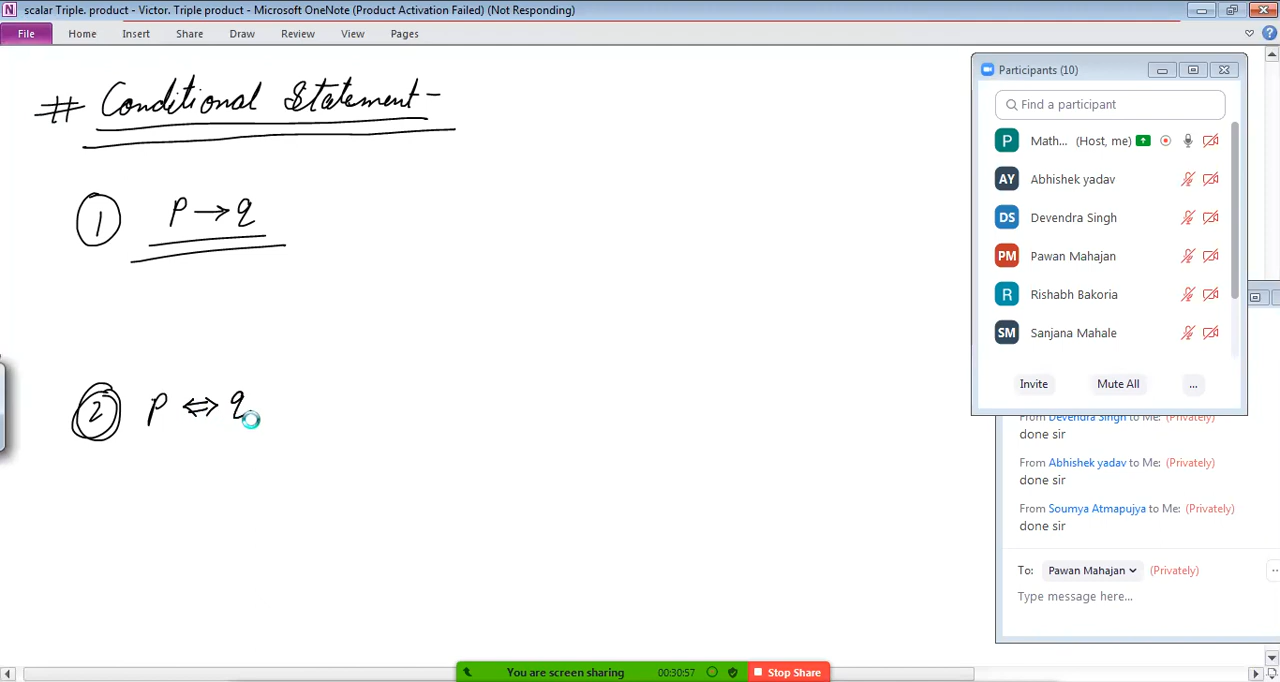 scalar Triple. product - Victor. Triple product - Microsoft OneNote (Product Activation Failed) (Not Responding)
File Home Insert Share Draw Review View Pages
# Conditional Statement-
1 P → q
2 P ⇔ q
Participants (10)
Find a participant
P Math... (Host, me)
AY Abhishek yadav
DS Devendra Singh
PM Pawan Mahajan
R Rishabh Bakoria
SM Sanjana Mahale
Invite Mute All ...
From Devendra Singh to Me: (Privately)
done sir
From Abhishek yadav to Me: (Privately)
done sir
From Soumya Atmapujya to Me: (Privately)
done sir
To: Pawan Mahajan (Privately)
Type message here...
You are screen sharing 00:30:57 Stop Share